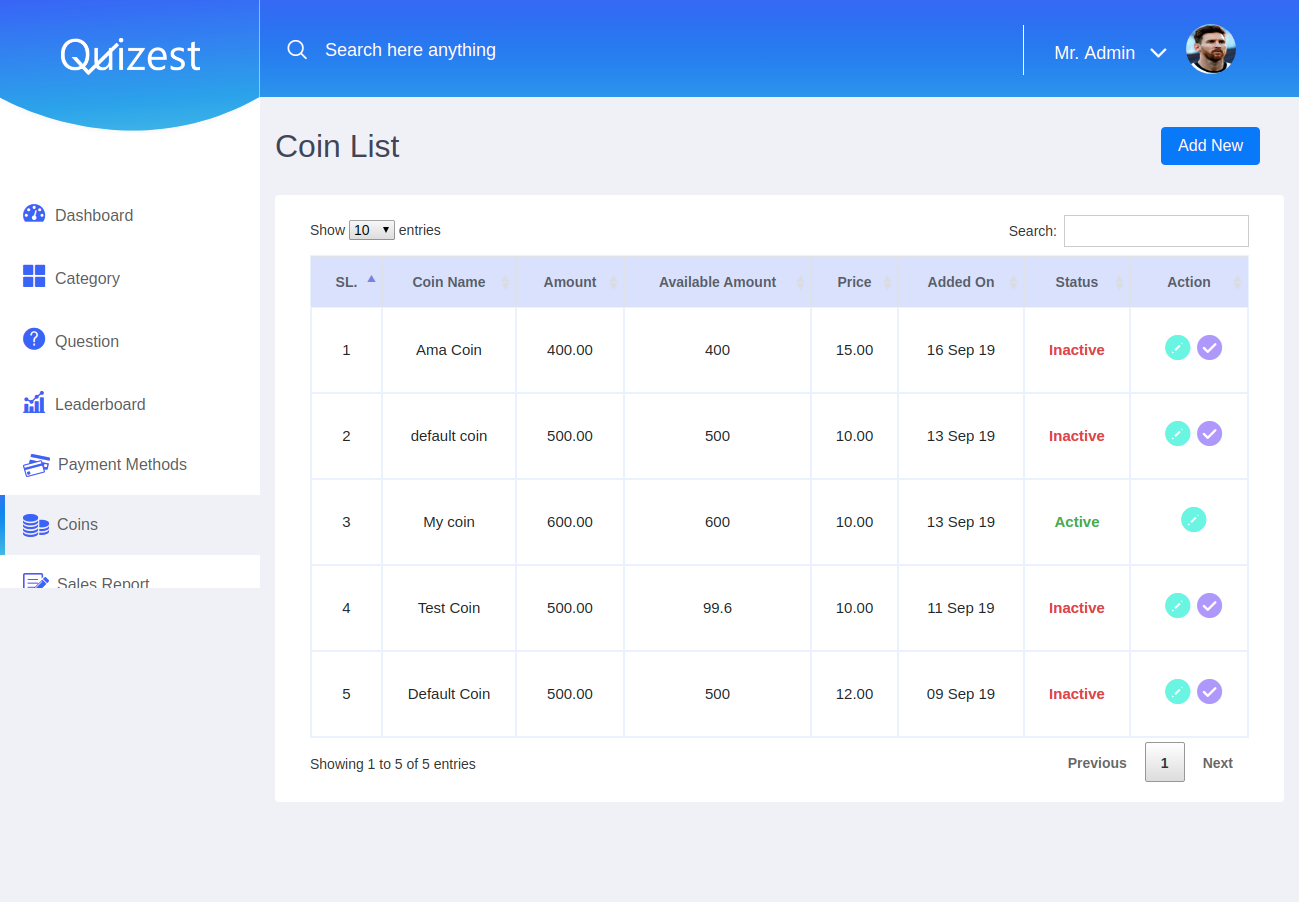 Quizest
Search here anything
Mr. Admin
Coin List
Add New
Dashboard
Category
Question
Leaderboard
Payment Methods
Coins
Sales Report
Show 10 entries
Search:
SL. Coin Name Amount Available Amount Price Added On Status Action
1 Ama Coin 400.00 400 15.00 16 Sep 19 Inactive
2 default coin 500.00 500 10.00 13 Sep 19 Inactive
3 My coin 600.00 600 10.00 13 Sep 19 Active
4 Test Coin 500.00 99.6 10.00 11 Sep 19 Inactive
5 Default Coin 500.00 500 12.00 09 Sep 19 Inactive
Showing 1 to 5 of 5 entries
Previous 1 Next